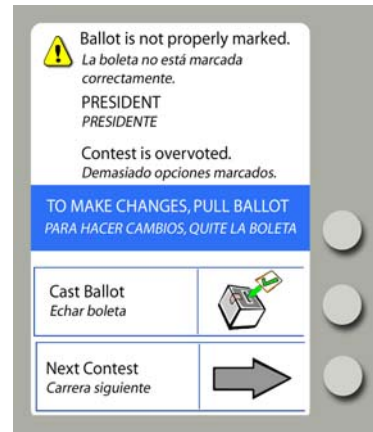 Ballot is not properly marked.
La boleta no está marcada
correctamente.
PRESIDENT
PRESIDENTE
Contest is overvoted.
Demasiado opciones marcados.
TO MAKE CHANGES, PULL BALLOT
PARA HACER CAMBIOS, QUITE LA BOLETA
Cast Ballot
Echar boleta
Next Contest
Carrera siguiente